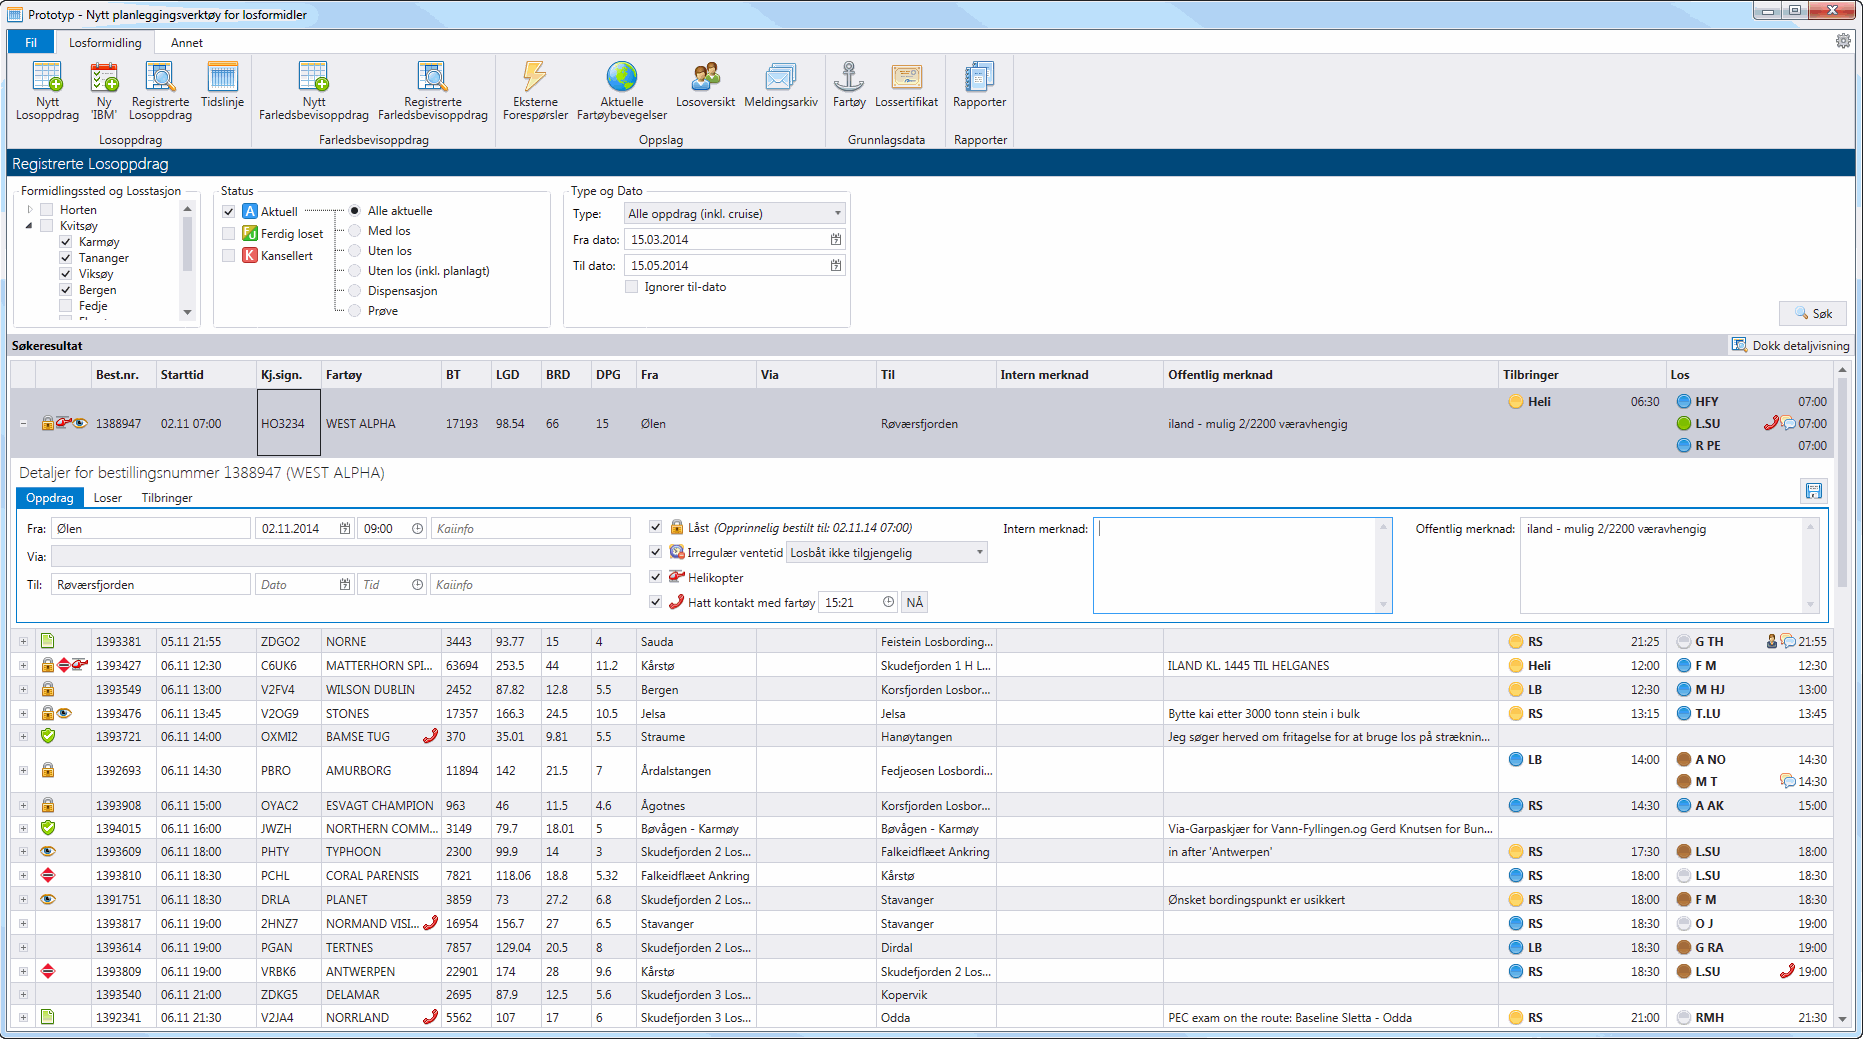 Prototyp - Nytt planleggingsverktøy for losformidler
Fil Losformidling Annet
Nytt Losoppdrag
Ny 'IBM'
Registrerte Losoppdrag
Tidslinje
Losoppdrag
Nytt Farledsbevisoppdrag
Registrerte Farledsbevisoppdrag
Farledsbevisoppdrag
Eksterne Forespørsler
Aktuelle Fartøybevegelser
Losoversikt
Meldingsarkiv
Oppslag
Fartøy
Lossertifikat
Grunnlagsdata
Rapporter
Rapporter
Registrerte Losoppdrag
Formidlingssted og Losstasjon
Horten
Kvitsøy
Karmøy
Tananger
Viksøy
Bergen
Fedje
Status
A Aktuell
Fu Ferdig loset
K Kansellert
Alle aktuelle
Med los
Uten los
Uten los (inkl. planlagt)
Dispensasjon
Prøve
Type og Dato
Type: Alle oppdrag (inkl. cruise)
Fra dato: 15.03.2014
Til dato: 15.05.2014
Ignorer til-dato
Søk
Søkeresultat
Dokk detaljvisning
Best.nr. Starttid Kj.sign. Fartøy BT LGD BRD DPG Fra Via Til Intern merknad Offentlig merknad Tilbringer Los
1388947 02.11 07:00 HO3234 WEST ALPHA 17193 98.54 66 15 Ølen Røværsfjorden iland - mulig 2/2200 væravhengig Heli 06:30 HFY 07:00
L.SU 07:00
R PE 07:00
Detaljer for bestillingsnummer 1388947 (WEST ALPHA)
Oppdrag Loser Tilbringer
Fra: Ølen 02.11.2014 09:00 Kaiinfo
Via:
Til: Røværsfjorden Dato Tid Kaiinfo
Låst (Opprinnelig bestilt til: 02.11.14 07:00)
Irregulær ventetid Losbåt ikke tilgjengelig
Helikopter
Hatt kontakt med fartøy 15:21 NÅ
Intern merknad:
Offentlig merknad: iland - mulig 2/2200 væravhengig
1393381 05.11 21:55 ZDGO2 NORNE 3443 93.77 15 4 Sauda Feistein Losbording... RS 21:25 G TH 21:55
1393427 06.11 12:30 C6UK6 MATTERHORN SPI... 63694 253.5 44 11.2 Kårstø Skudefjorden 1 H L... ILAND KL. 1445 TIL HELGANES Heli 12:00 F M 12:30
1393549 06.11 13:00 V2FV4 WILSON DUBLIN 2452 87.82 12.8 5.5 Bergen Korsfjorden Losbor... LB 12:30 M HJ 13:00
1393476 06.11 13:45 V2OG9 STONES 17357 166.3 24.5 10.5 Jelsa Jelsa Bytte kai etter 3000 tonn stein i bulk RS 13:15 T.LU 13:45
1393721 06.11 14:00 OXMI2 BAMSE TUG 370 35.01 9.81 5.5 Straume Hanøytangen Jeg søger herved om fritagelse for at bruge los på stræknin...
1392693 06.11 14:30 PBRO AMURBORG 11894 142 21.5 7 Årdalstangen Fedjeosen Losbordi... LB 14:00 A NO 14:30
M T 14:30
1393908 06.11 15:00 OYAC2 ESVAGT CHAMPION 963 46 11.5 4.6 Ågotnes Korsfjorden Losbor... RS 14:30 A AK 15:00
1394015 06.11 16:00 JWZH NORTHERN COMM... 3149 79.7 18.01 5 Bøvågen - Karmøy Bøvågen - Karmøy Via-Garpaskjær for Vann-Fyllingen.og Gerd Knutsen for Bun...
1393609 06.11 18:00 PHTY TYPHOON 2300 99.9 14 3 Skudefjorden 2 Los... Falkeidflæet Ankring in after 'Antwerpen' RS 17:30 L.SU 18:00
1393810 06.11 18:30 PCHL CORAL PARENSIS 7821 118.06 18.8 5.32 Falkeidflæet Ankring Kårstø RS 18:00 L.SU 18:30
1391751 06.11 18:30 DRLA PLANET 3859 73 27.2 6.8 Skudefjorden 2 Los... Stavanger Ønsket bordingspunkt er usikkert RS 18:00 F M 18:30
1393817 06.11 19:00 2HNZ7 NORMAND VISI... 16954 156.7 27 6.5 Stavanger Stavanger RS 18:30 O J 19:00
1393614 06.11 19:00 PGAN TERTNES 7857 129.04 20.5 8 Skudefjorden 2 Los... Dirdal LB 18:30 G RA 19:00
1393809 06.11 19:00 VRBK6 ANTWERPEN 22901 174 28 9.6 Kårstø Skudefjorden 2 Los... RS 18:30 L.SU 19:00
1393540 06.11 21:00 ZDKG5 DELAMAR 2695 87.9 12.5 5.6 Skudefjorden 3 Los... Kopervik
1392341 06.11 21:30 V2JA4 NORRLAND 5562 107 17 6 Skudefjorden 3 Los... Odda PEC exam on the route: Baseline Sletta - Odda RS 21:00 RMH 21:30